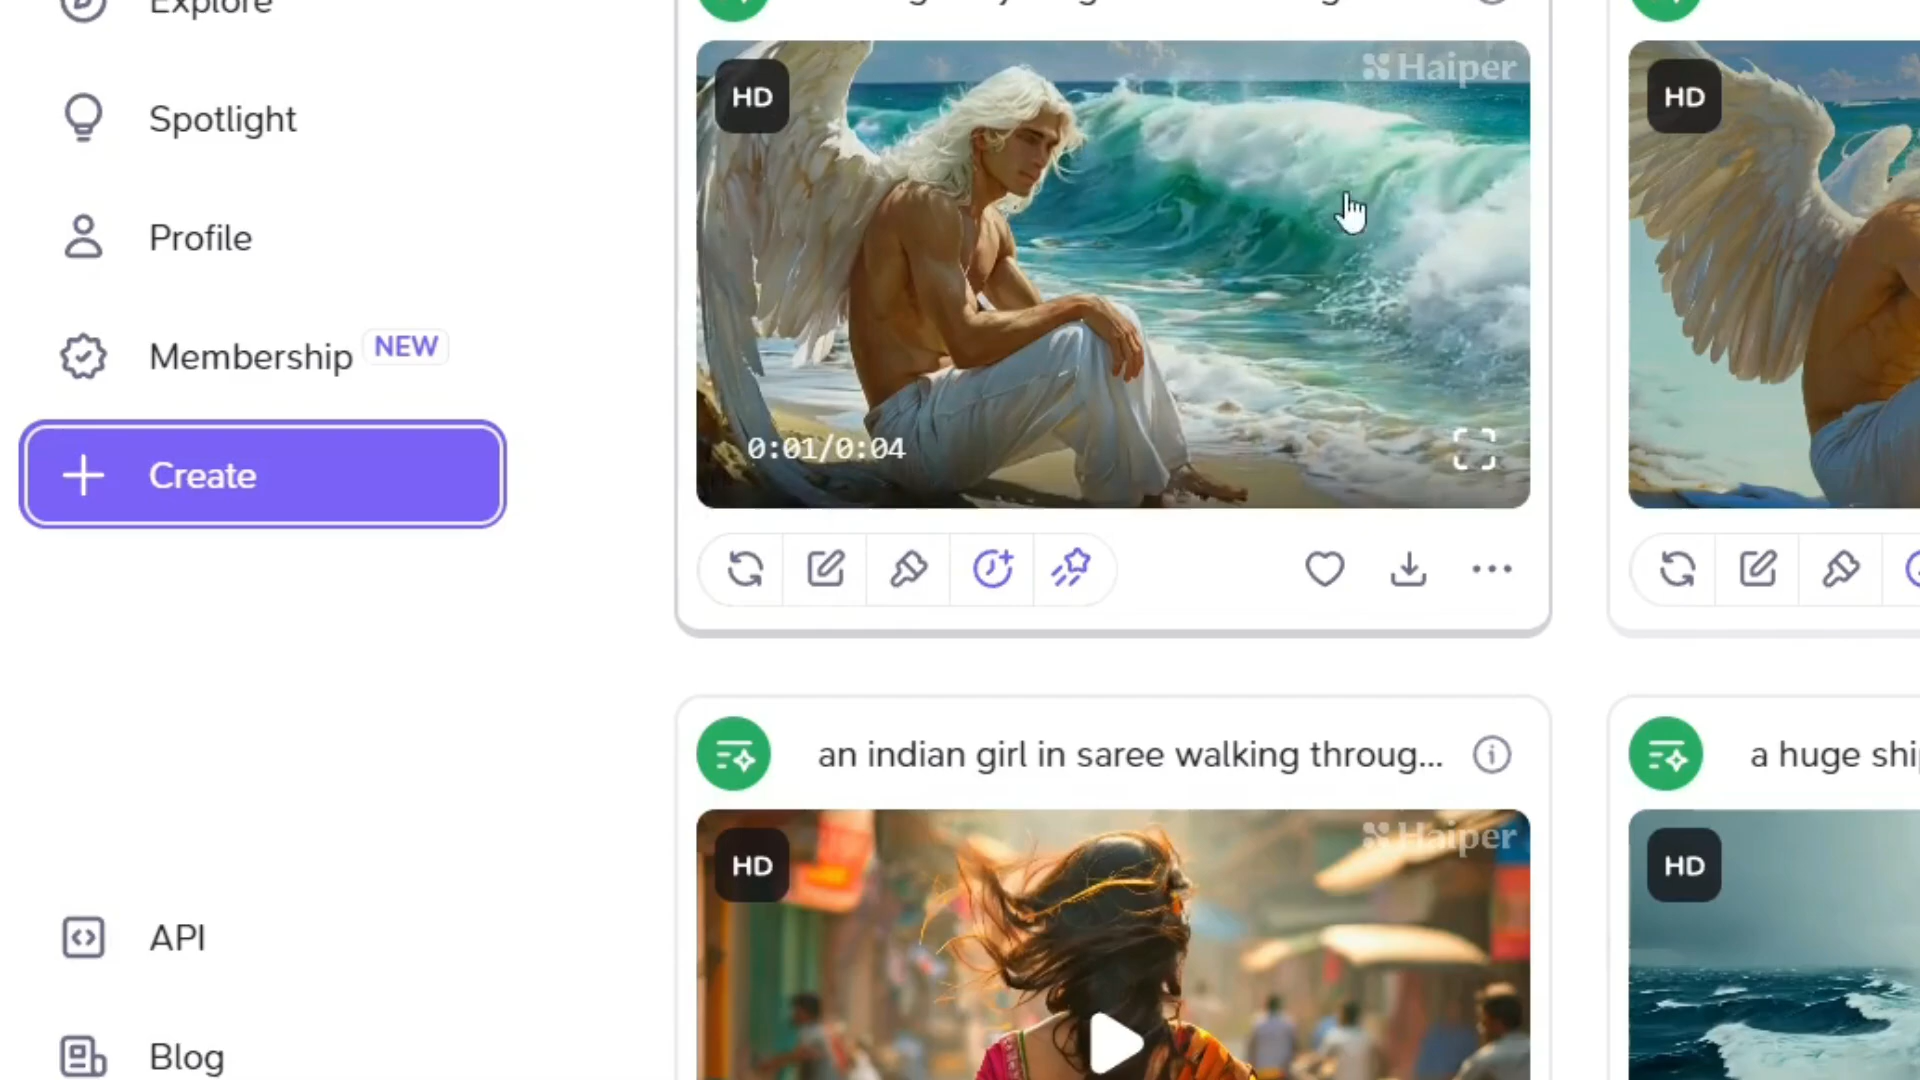 Explore
Spotlight
Profile
Membership NEW
Create
API
Blog
HD
Haiper
0:01/0:04
HD
an indian girl in saree walking throug...
HD
Haiper
a huge shi
HD